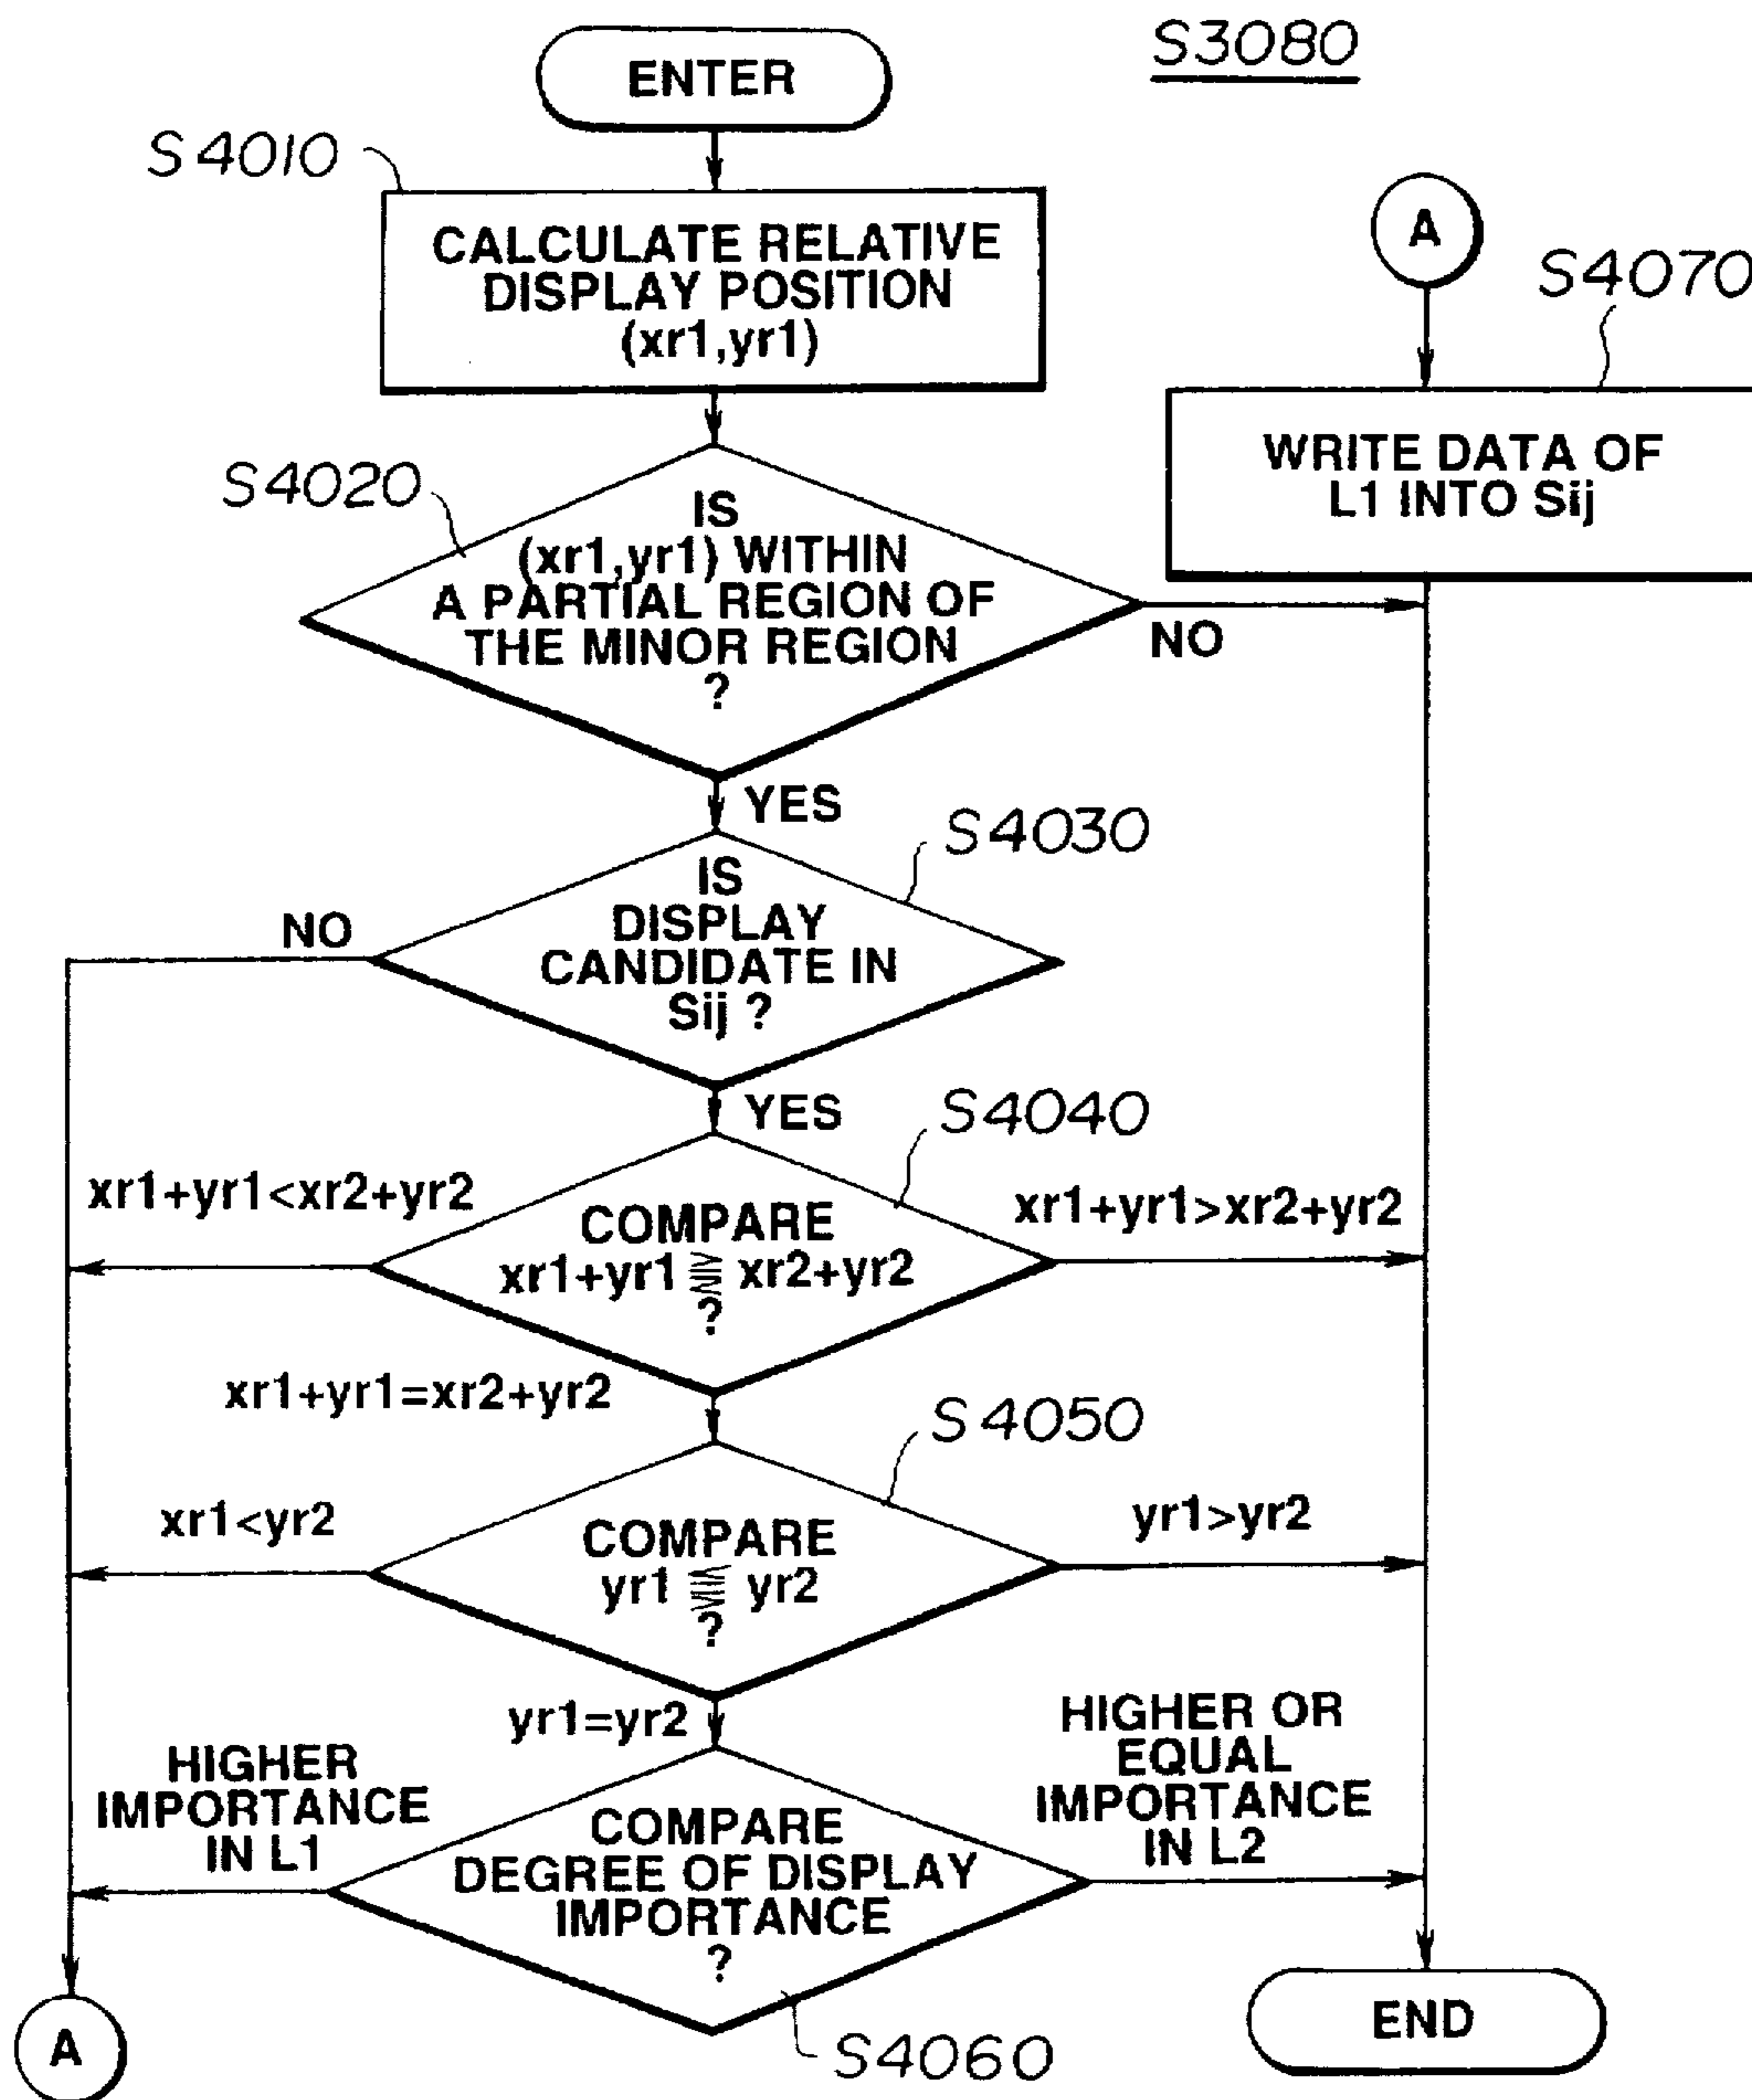 S3080
ENTER
S4010
CALCULATE RELATIVE
DISPLAY POSITION
(xr1,yr1)
A
S4070
WRITE DATA OF
L1 INTO Sij
S4020
IS
(xr1,yr1) WITHIN
A PARTIAL REGION OF
THE MINOR REGION
?
NO
YES
S4030
IS
DISPLAY
CANDIDATE IN
Sij ?
NO
YES
S4040
xr1+yr1<xr2+yr2
COMPARE
xr1+yr1 ⋚ xr2+yr2
?
xr1+yr1>xr2+yr2
xr1+yr1=xr2+yr2
S4050
xr1<yr2
COMPARE
yr1 ⋚ yr2
?
yr1>yr2
yr1=yr2
HIGHER
IMPORTANCE
IN L1
COMPARE
DEGREE OF DISPLAY
IMPORTANCE
?
HIGHER OR
EQUAL
IMPORTANCE
IN L2
S4060
A
END